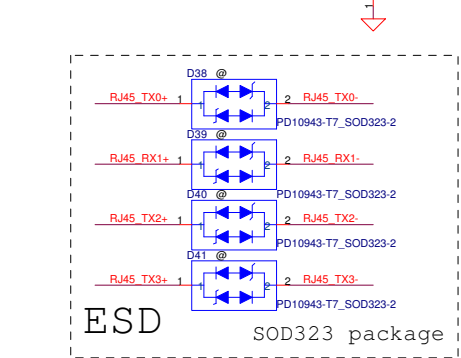 1
D38 @
RJ45_TX0+ 1 1 2 2 RJ45_TX0-
PD10943-T7_SOD323-2
D39 @
RJ45_RX1+ 1 1 2 2 RJ45_RX1-
PD10943-T7_SOD323-2
D40 @
RJ45_TX2+ 1 1 2 2 RJ45_TX2-
PD10943-T7_SOD323-2
D41 @
RJ45_TX3+ 1 1 2 2 RJ45_TX3-
PD10943-T7_SOD323-2
ESD
SOD323 package